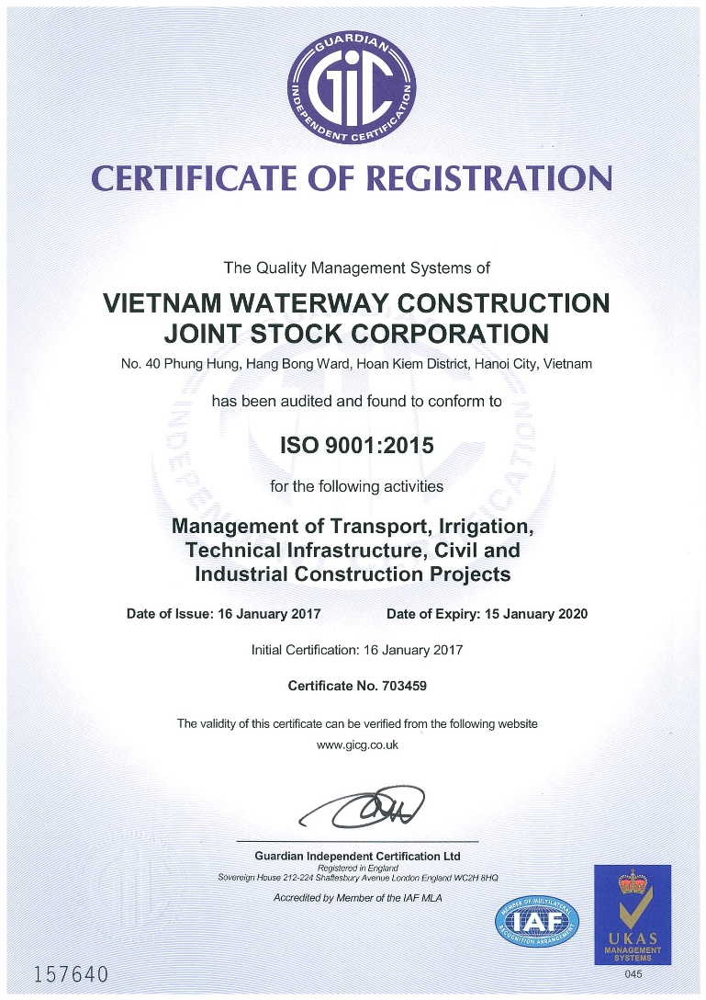 GUARDIAN
GiC
INDEPENDENT CERTIFICATION
CERTIFICATE OF REGISTRATION
The Quality Management Systems of
VIETNAM WATERWAY CONSTRUCTION
JOINT STOCK CORPORATION
No. 40 Phung Hung, Hang Bong Ward, Hoan Kiem District, Hanoi City, Vietnam
has been audited and found to conform to
ISO 9001:2015
for the following activities
Management of Transport, Irrigation,
Technical Infrastructure, Civil and
Industrial Construction Projects
Date of Issue: 16 January 2017 Date of Expiry: 15 January 2020
Initial Certification: 16 January 2017
Certificate No. 703459
The validity of this certificate can be verified from the following website
www.gicg.co.uk
Guardian Independent Certification Ltd
Registered in England
Sovereign House 212-224 Shaftesbury Avenue London England WC2H 8HQ
Accredited by Member of the IAF MLA
MEMBER OF MULTILATERAL
IAF
RECOGNITION ARRANGEMENT
UKAS
MANAGEMENT
SYSTEMS
045
157640